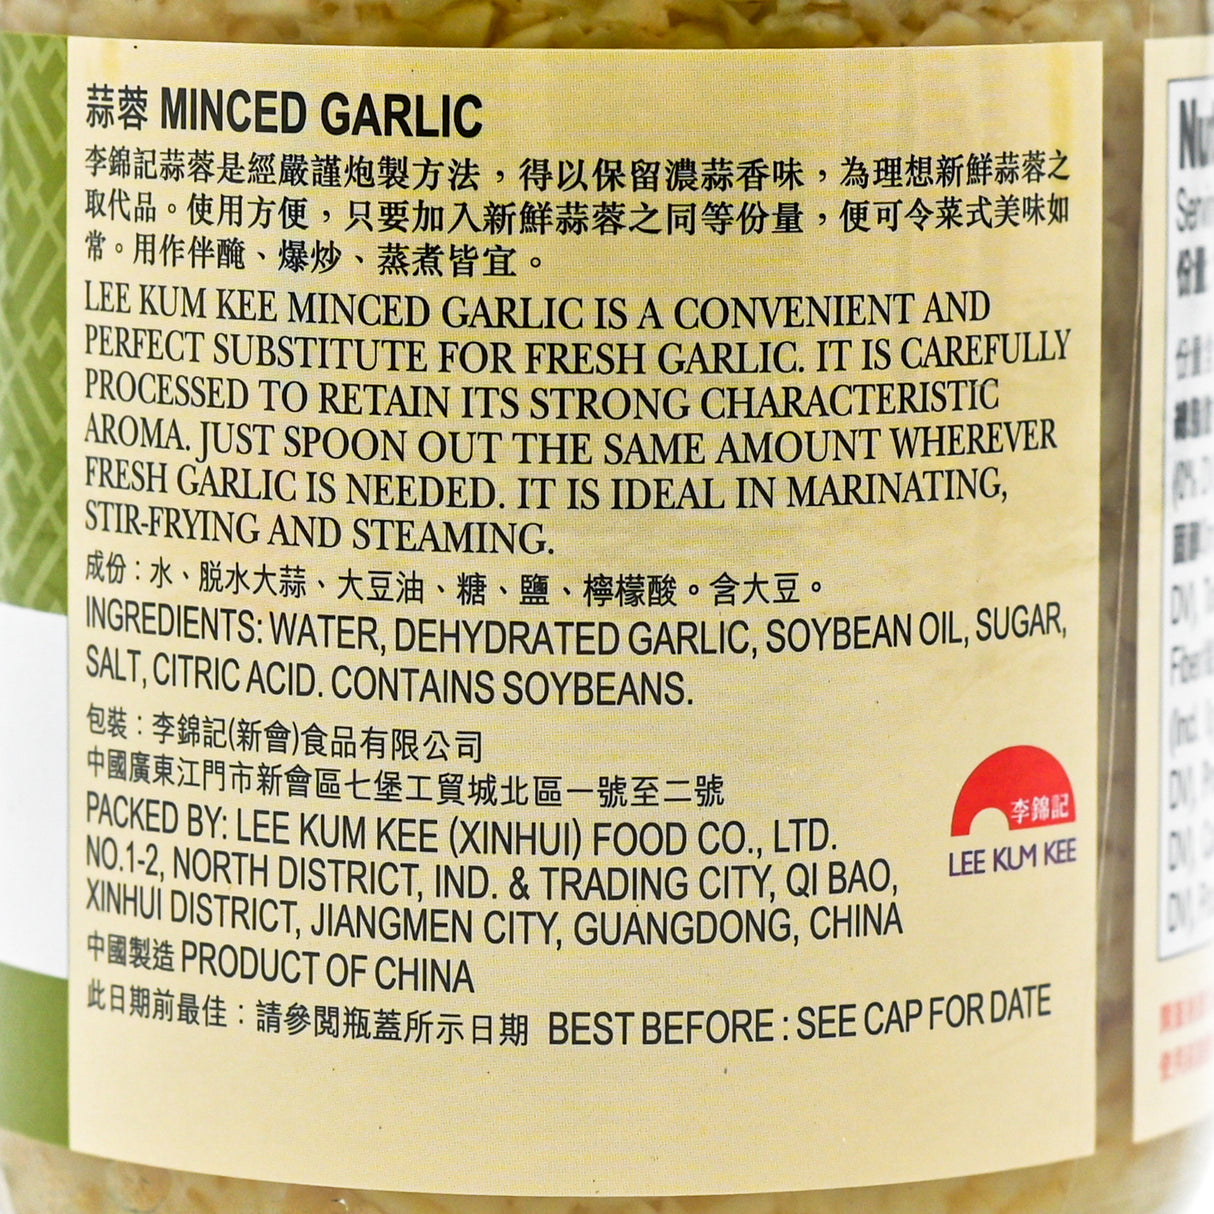 蒜蓉 MINCED GARLIC
李錦記蒜蓉是經嚴謹炮製方法，得以保留濃蒜香味，為理想新鮮蒜蓉之
取代品。使用方便，只要加入新鮮蒜蓉之同等份量，便可令菜式美味如
常。用作伴醃、爆炒、蒸煮皆宜。
LEE KUM KEE MINCED GARLIC IS A CONVENIENT AND
PERFECT SUBSTITUTE FOR FRESH GARLIC. IT IS CAREFULLY
PROCESSED TO RETAIN ITS STRONG CHARACTERISTIC
AROMA. JUST SPOON OUT THE SAME AMOUNT WHEREVER
FRESH GARLIC IS NEEDED. IT IS IDEAL IN MARINATING,
STIR-FRYING AND STEAMING.
成份：水、脫水大蒜、大豆油、糖、鹽、檸檬酸。含大豆。
INGREDIENTS: WATER, DEHYDRATED GARLIC, SOYBEAN OIL, SUGAR,
SALT, CITRIC ACID. CONTAINS SOYBEANS.
包裝：李錦記(新會)食品有限公司
中國廣東江門市新會區七堡工貿城北區一號至二號
PACKED BY: LEE KUM KEE (XINHUI) FOOD CO., LTD.
NO.1-2, NORTH DISTRICT, IND. & TRADING CITY, QI BAO,
XINHUI DISTRICT, JIANGMEN CITY, GUANGDONG, CHINA
中國製造 PRODUCT OF CHINA
此日期前最佳：請參閱瓶蓋所示日期 BEST BEFORE : SEE CAP FOR DATE
李錦記
LEE KUM KEE
份量